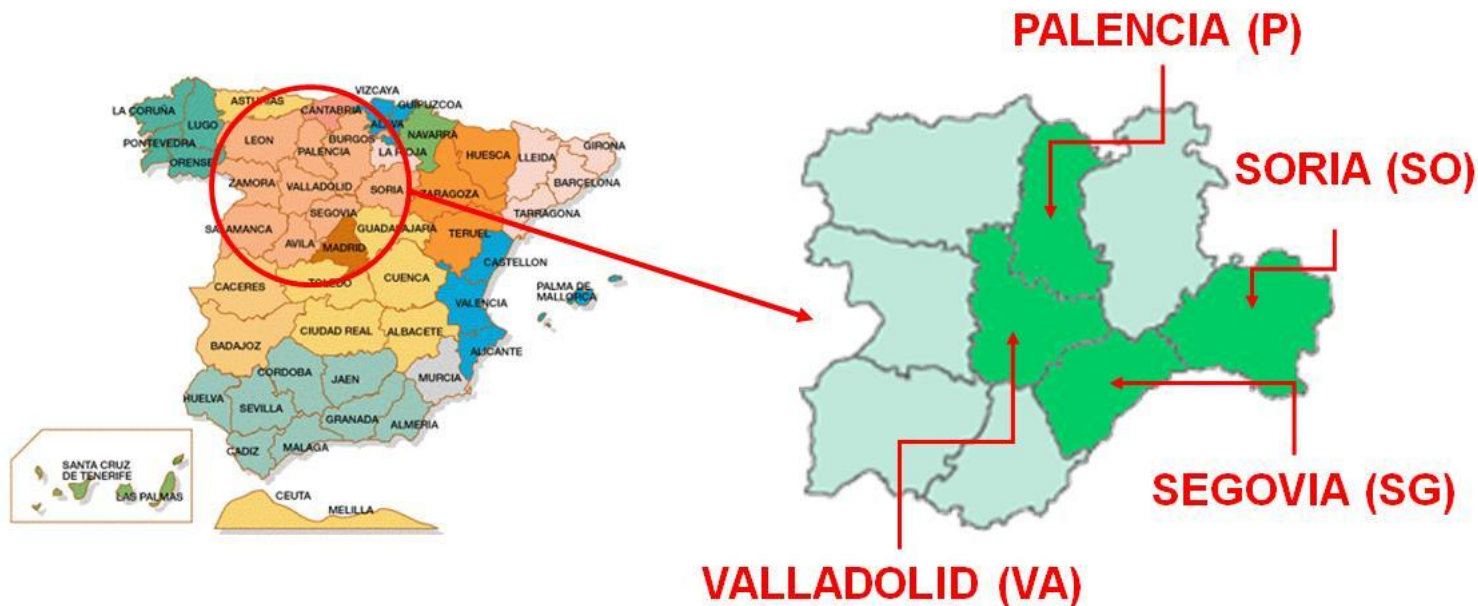 PALENCIA (P)
SORIA (SO)
SEGOVIA (SG)
VALLADOLID (VA)
LA CORUÑA
LUGO
PONTEVEDRA
ORENSE
ASTURIAS
CANTABRIA
VIZCAYA
GUIPUZCOA
ALAVA
NAVARRA
LEON
PALENCIA
BURGOS
LA RIOJA
HUESCA
LLEIDA
GIRONA
BARCELONA
TARRAGONA
ZAMORA
VALLADOLID
SORIA
ZARAGOZA
SEGOVIA
SALAMANCA
AVILA
MADRID
GUADALAJARA
TERUEL
CASTELLON
CACERES
TOLEDO
CUENCA
VALENCIA
PALMA DE
MALLORCA
BADAJOZ
CIUDAD REAL
ALBACETE
ALICANTE
MURCIA
CORDOBA
JAEN
HUELVA
SEVILLA
GRANADA
ALMERIA
CADIZ
MALAGA
SANTA CRUZ
DE TENERIFE
LAS PALMAS
CEUTA
MELILLA